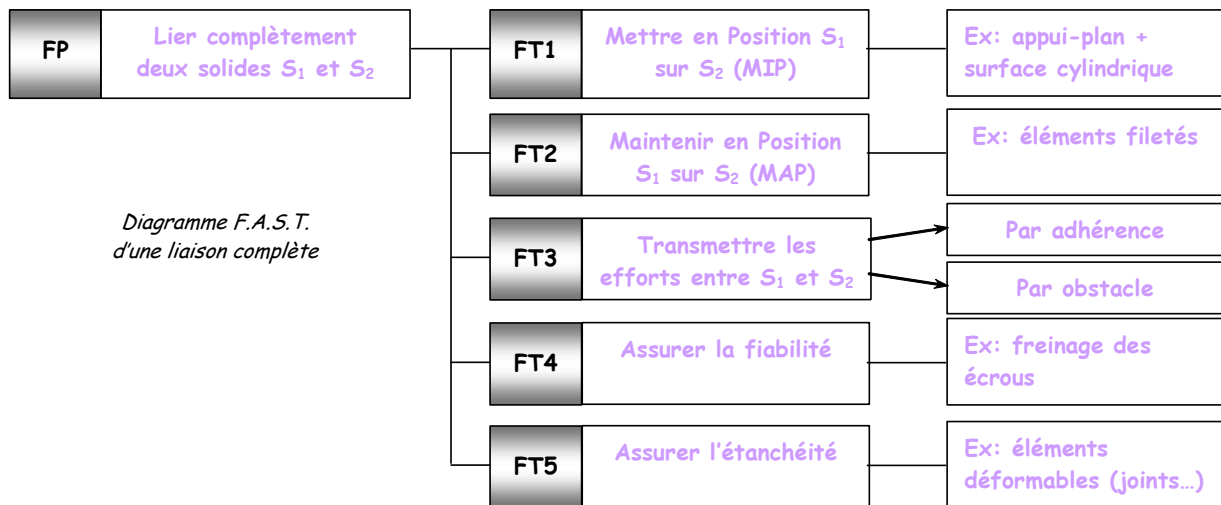 FP
Lier complètement
deux solides S₁ et S₂
FT1
Mettre en Position S₁
sur S₂ (MIP)
Ex: appui-plan +
surface cylindrique
FT2
Maintenir en Position
S₁ sur S₂ (MAP)
Ex: éléments filetés
Diagramme F.A.S.T.
d'une liaison complète
FT3
Transmettre les
efforts entre S₁ et S₂
Par adhérence
Par obstacle
FT4
Assurer la fiabilité
Ex: freinage des
écrous
FT5
Assurer l'étanchéité
Ex: éléments
déformables (joints…)